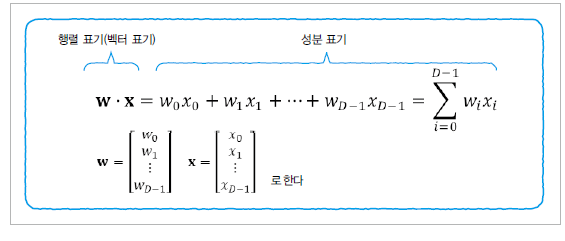 행렬 표기(벡터 표기) 성분 표기
w · x = w₀x₀ + w₁x₁ + ⋯ + w_{D−1}x_{D−1} = \sum_{i=0}^{D−1} wᵢxᵢ
w = [w₀ w₁ ⋮ w_{D−1}] x = [x₀ x₁ ⋮ x_{D−1}] 로 한다